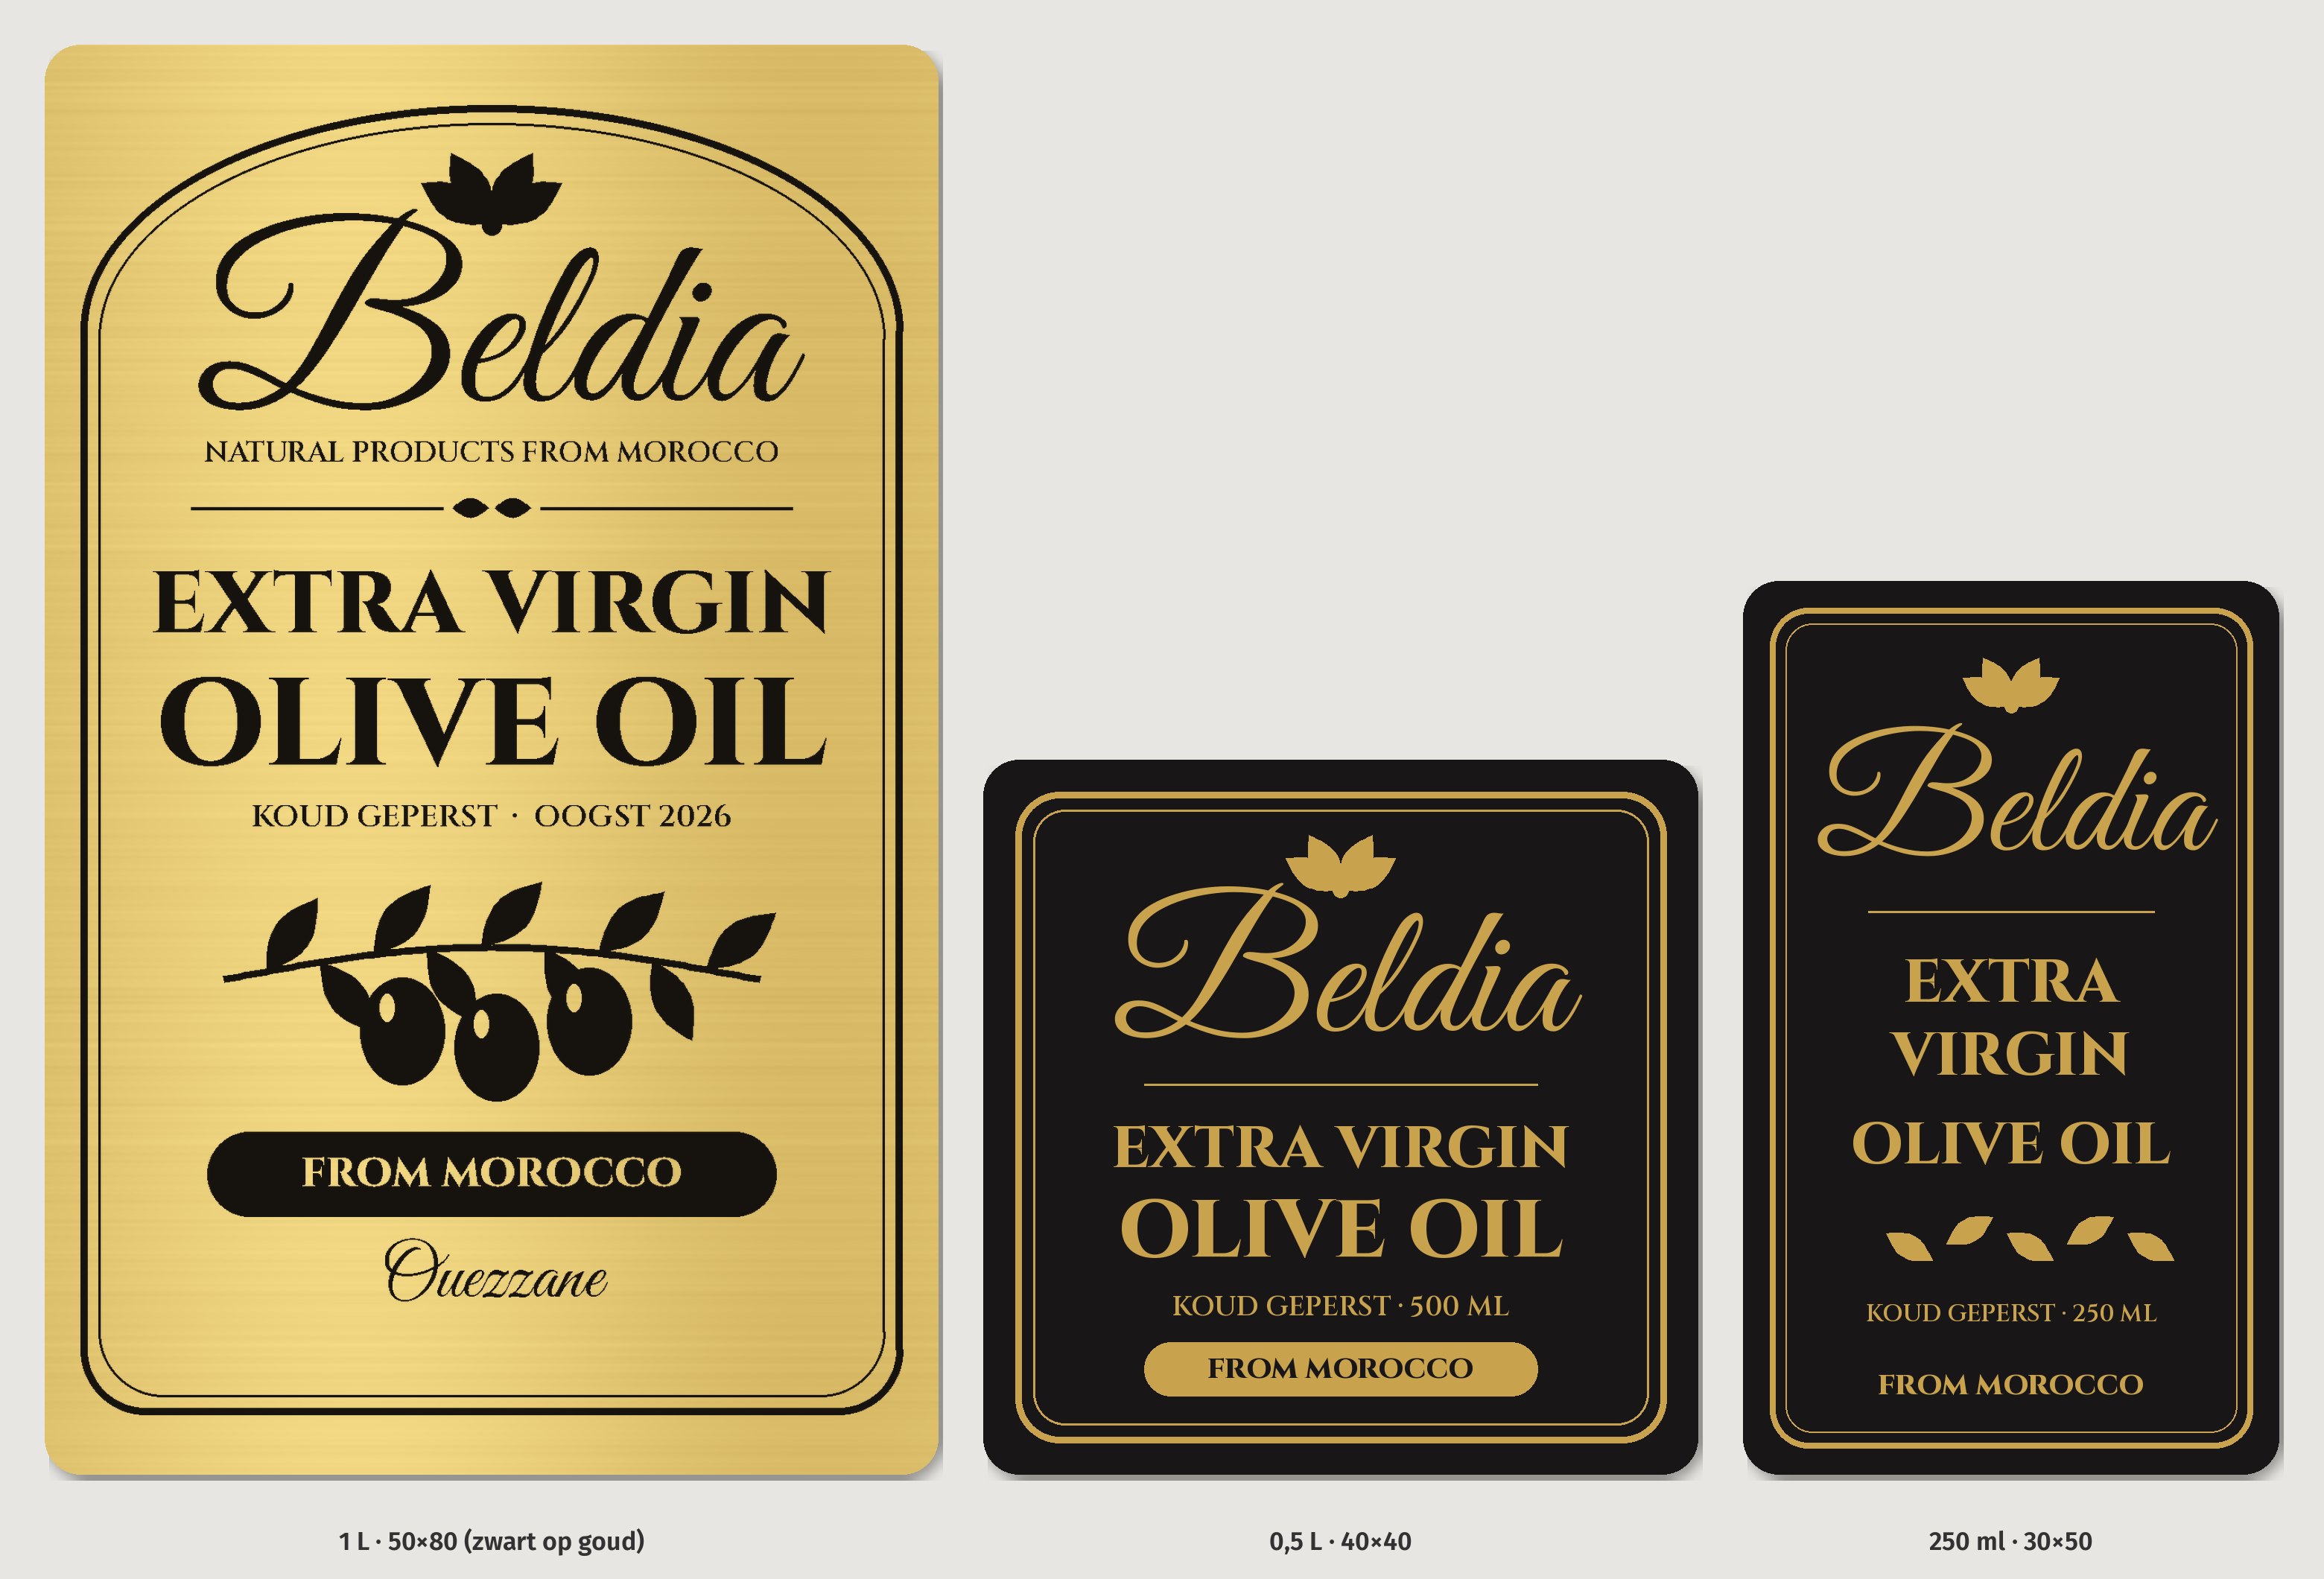 Beldia
NATURAL PRODUCTS FROM MOROCCO
EXTRA VIRGIN
OLIVE OIL
KOUD GEPERST · OOGST 2026
FROM MOROCCO
Ouezzane
1 L · 50×80 (zwart op goud)
Beldia
EXTRA VIRGIN
OLIVE OIL
KOUD GEPERST · 500 ML
FROM MOROCCO
0,5 L · 40×40
Beldia
EXTRA
VIRGIN
OLIVE OIL
KOUD GEPERST · 250 ML
FROM MOROCCO
250 ml · 30×50